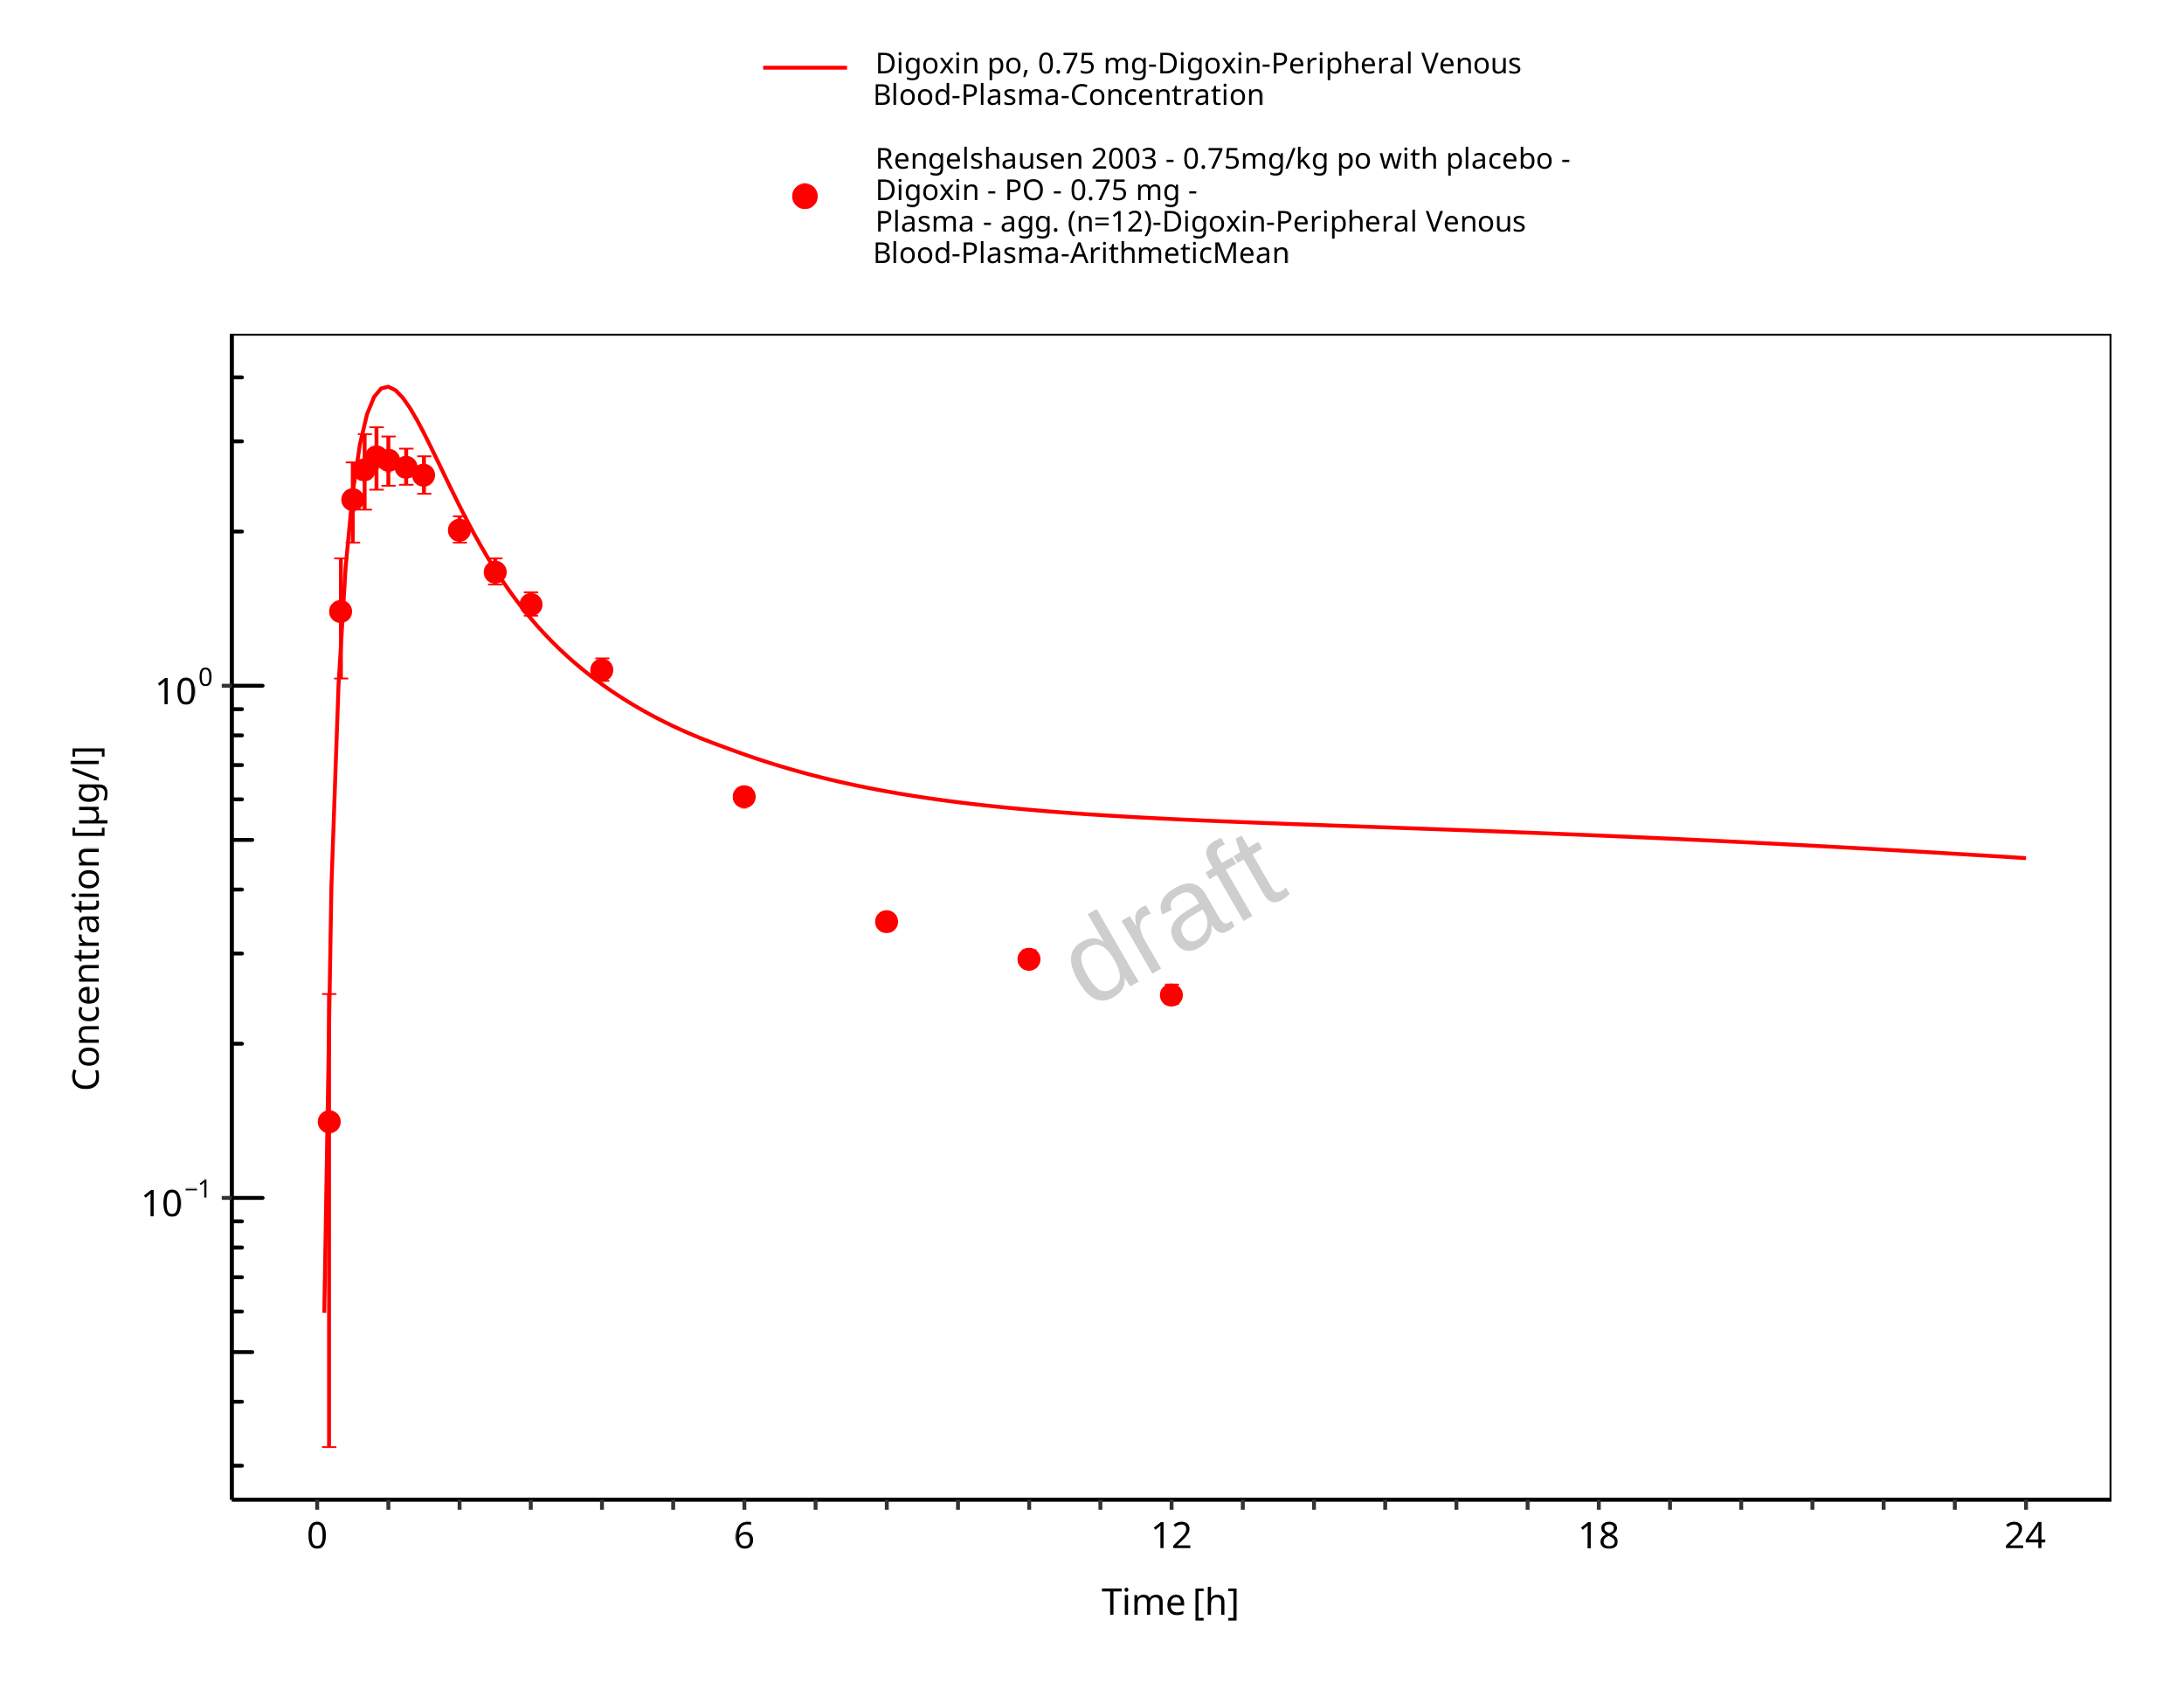 Digoxin po, 0.75 mg-Digoxin-Peripheral Venous
Blood-Plasma-Concentration
Rengelshausen 2003 - 0.75mg/kg po with placebo -
Digoxin - PO - 0.75 mg -
Plasma - agg. (n=12)-Digoxin-Peripheral Venous
Blood-Plasma-ArithmeticMean
10⁰
10⁻¹
Concentration [µg/l]
draft
0 6 12 18 24
Time [h]